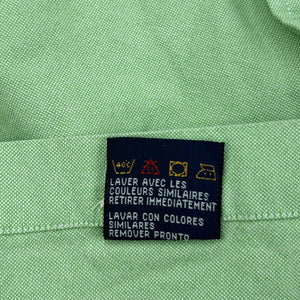 40°C
LAVER AVEC LES
COULEURS SIMILAIRES
RETIRER IMMEDIATEMENT
LAVAR CON COLORES
SIMILARES
REMOVER PRONTO